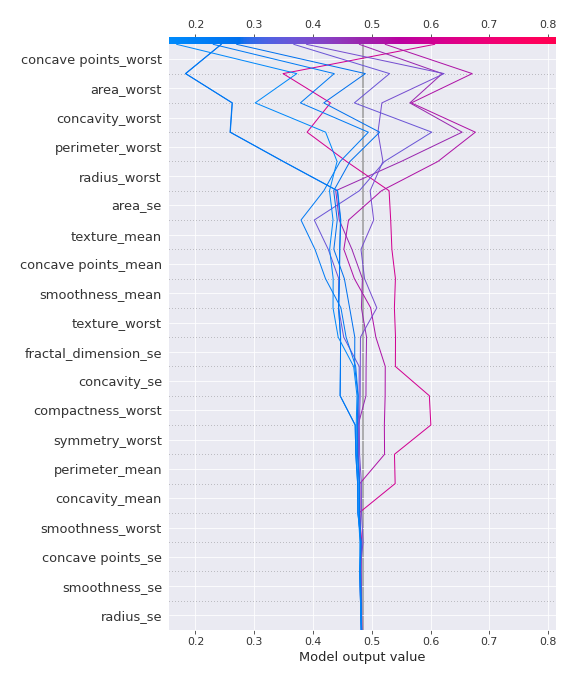 0.2 0.3 0.4 0.5 0.6 0.7 0.8
concave points_worst
area_worst
concavity_worst
perimeter_worst
radius_worst
area_se
texture_mean
concave points_mean
smoothness_mean
texture_worst
fractal_dimension_se
concavity_se
compactness_worst
symmetry_worst
perimeter_mean
concavity_mean
smoothness_worst
concave points_se
smoothness_se
radius_se
0.2 0.3 0.4 0.5 0.6 0.7 0.8
Model output value